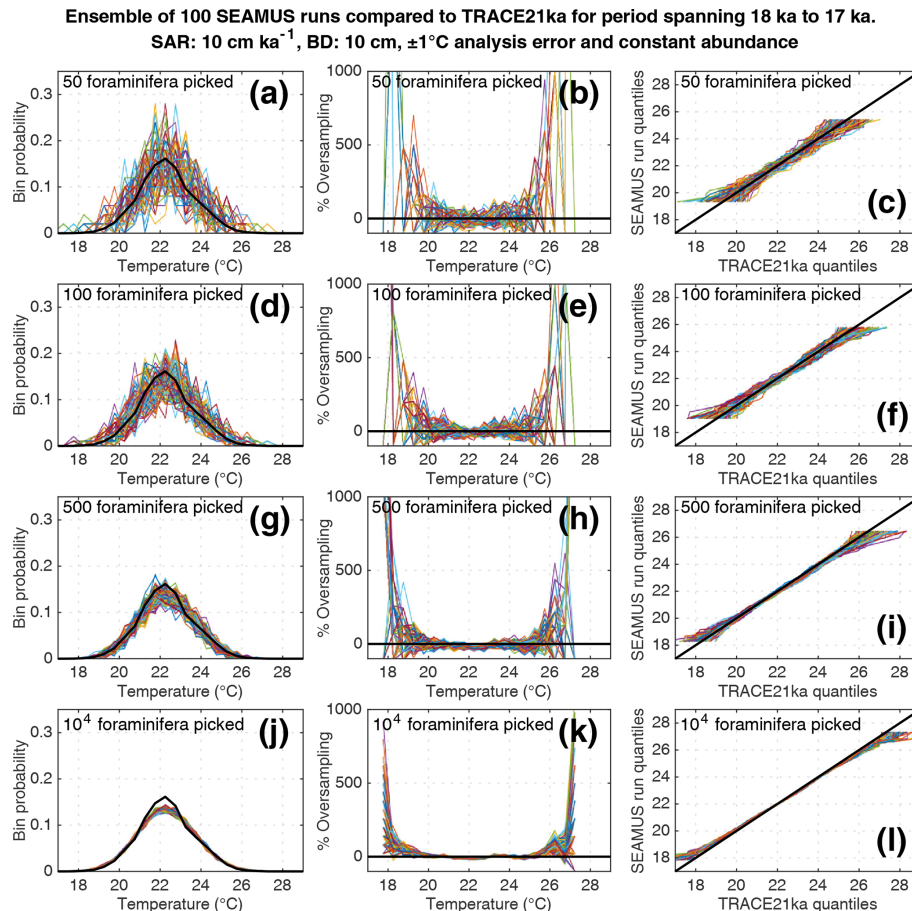 Ensemble of 100 SEAMUS runs compared to TRACE21ka for period spanning 18 ka to 17 ka.
SAR: 10 cm ka⁻¹, BD: 10 cm, ±1°C analysis error and constant abundance
50 foraminifera picked
(a)
Bin probability
0.3
0.2
0.1
0
18 20 22 24 26 28
Temperature (°C)
50 foraminifera picked
(b)
% Oversampling
1000
500
0
18 20 22 24 26 28
Temperature (°C)
50 foraminifera picked
(c)
SEAMUS run quantiles
28
26
24
22
20
18
18 20 22 24 26 28
TRACE21ka quantiles
100 foraminifera picked
(d)
Bin probability
0.3
0.2
0.1
0
18 20 22 24 26 28
Temperature (°C)
100 foraminifera picked
(e)
% Oversampling
1000
500
0
18 20 22 24 26 28
Temperature (°C)
100 foraminifera picked
(f)
SEAMUS run quantiles
28
26
24
22
20
18
18 20 22 24 26 28
TRACE21ka quantiles
500 foraminifera picked
(g)
Bin probability
0.3
0.2
0.1
0
18 20 22 24 26 28
Temperature (°C)
500 foraminifera picked
(h)
% Oversampling
1000
500
0
18 20 22 24 26 28
Temperature (°C)
500 foraminifera picked
(i)
SEAMUS run quantiles
28
26
24
22
20
18
18 20 22 24 26 28
TRACE21ka quantiles
10⁴ foraminifera picked
(j)
Bin probability
0.3
0.2
0.1
0
18 20 22 24 26 28
Temperature (°C)
10⁴ foraminifera picked
(k)
% Oversampling
1000
500
0
18 20 22 24 26 28
Temperature (°C)
10⁴ foraminifera picked
(l)
SEAMUS run quantiles
28
26
24
22
20
18
18 20 22 24 26 28
TRACE21ka quantiles